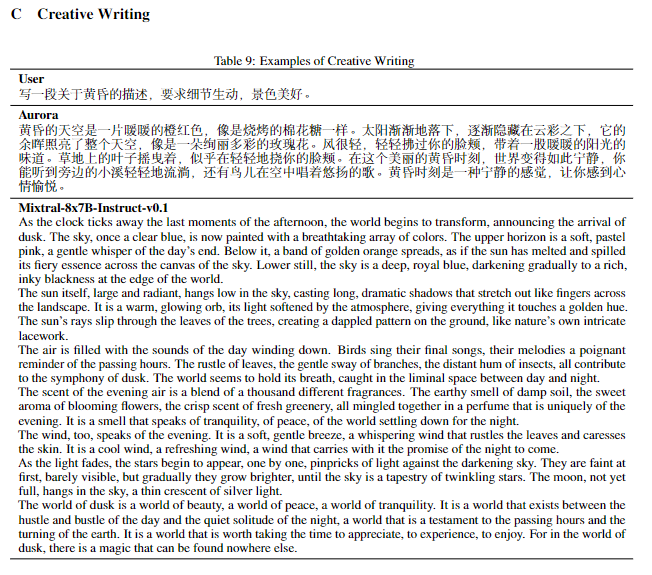 C Creative Writing
Table 9: Examples of Creative Writing
User
写一段关于黄昏的描述，要求细节生动，景色美好。
Aurora
黄昏的天空是一片暖暖的橙红色，像是烧烤的棉花糖一样。太阳渐渐地落下，逐渐隐藏在云彩之下，它的
余晖照亮了整个天空，像是一朵绚丽多彩的玫瑰花。风很轻，轻轻拂过你的脸颊，带着一股暖暖的阳光的
味道。草地上的叶子摇曳着，似乎在轻轻地挠你的脸颊。在这个美丽的黄昏时刻，世界变得如此宁静，你
能听到旁边的小溪轻轻地流淌，还有鸟儿在空中唱着悠扬的歌。黄昏时刻是一种宁静的感觉，让你感到心
情愉悦。
Mixtral-8x7B-Instruct-v0.1
As the clock ticks away the last moments of the afternoon, the world begins to transform, announcing the arrival of
dusk. The sky, once a clear blue, is now painted with a breathtaking array of colors. The upper horizon is a soft, pastel
pink, a gentle whisper of the day's end. Below it, a band of golden orange spreads, as if the sun has melted and spilled
its fiery essence across the canvas of the sky. Lower still, the sky is a deep, royal blue, darkening gradually to a rich,
inky blackness at the edge of the world.
The sun itself, large and radiant, hangs low in the sky, casting long, dramatic shadows that stretch out like fingers across
the landscape. It is a warm, glowing orb, its light softened by the atmosphere, giving everything it touches a golden hue.
The sun's rays slip through the leaves of the trees, creating a dappled pattern on the ground, like nature's own intricate
lacework.
The air is filled with the sounds of the day winding down. Birds sing their final songs, their melodies a poignant
reminder of the passing hours. The rustle of leaves, the gentle sway of branches, the distant hum of insects, all contribute
to the symphony of dusk. The world seems to hold its breath, caught in the liminal space between day and night.
The scent of the evening air is a blend of a thousand different fragrances. The earthy smell of damp soil, the sweet
aroma of blooming flowers, the crisp scent of fresh greenery, all mingled together in a perfume that is uniquely of the
evening. It is a smell that speaks of tranquility, of peace, of the world settling down for the night.
The wind, too, speaks of the evening. It is a soft, gentle breeze, a whispering wind that rustles the leaves and caresses
the skin. It is a cool wind, a refreshing wind, a wind that carries with it the promise of the night to come.
As the light fades, the stars begin to appear, one by one, pinpricks of light against the darkening sky. They are faint at
first, barely visible, but gradually they grow brighter, until the sky is a tapestry of twinkling stars. The moon, not yet
full, hangs in the sky, a thin crescent of silver light.
The world of dusk is a world of beauty, a world of peace, a world of tranquility. It is a world that exists between the
hustle and bustle of the day and the quiet solitude of the night, a world that is a testament to the passing hours and the
turning of the earth. It is a world that is worth taking the time to appreciate, to experience, to enjoy. For in the world of
dusk, there is a magic that can be found nowhere else.